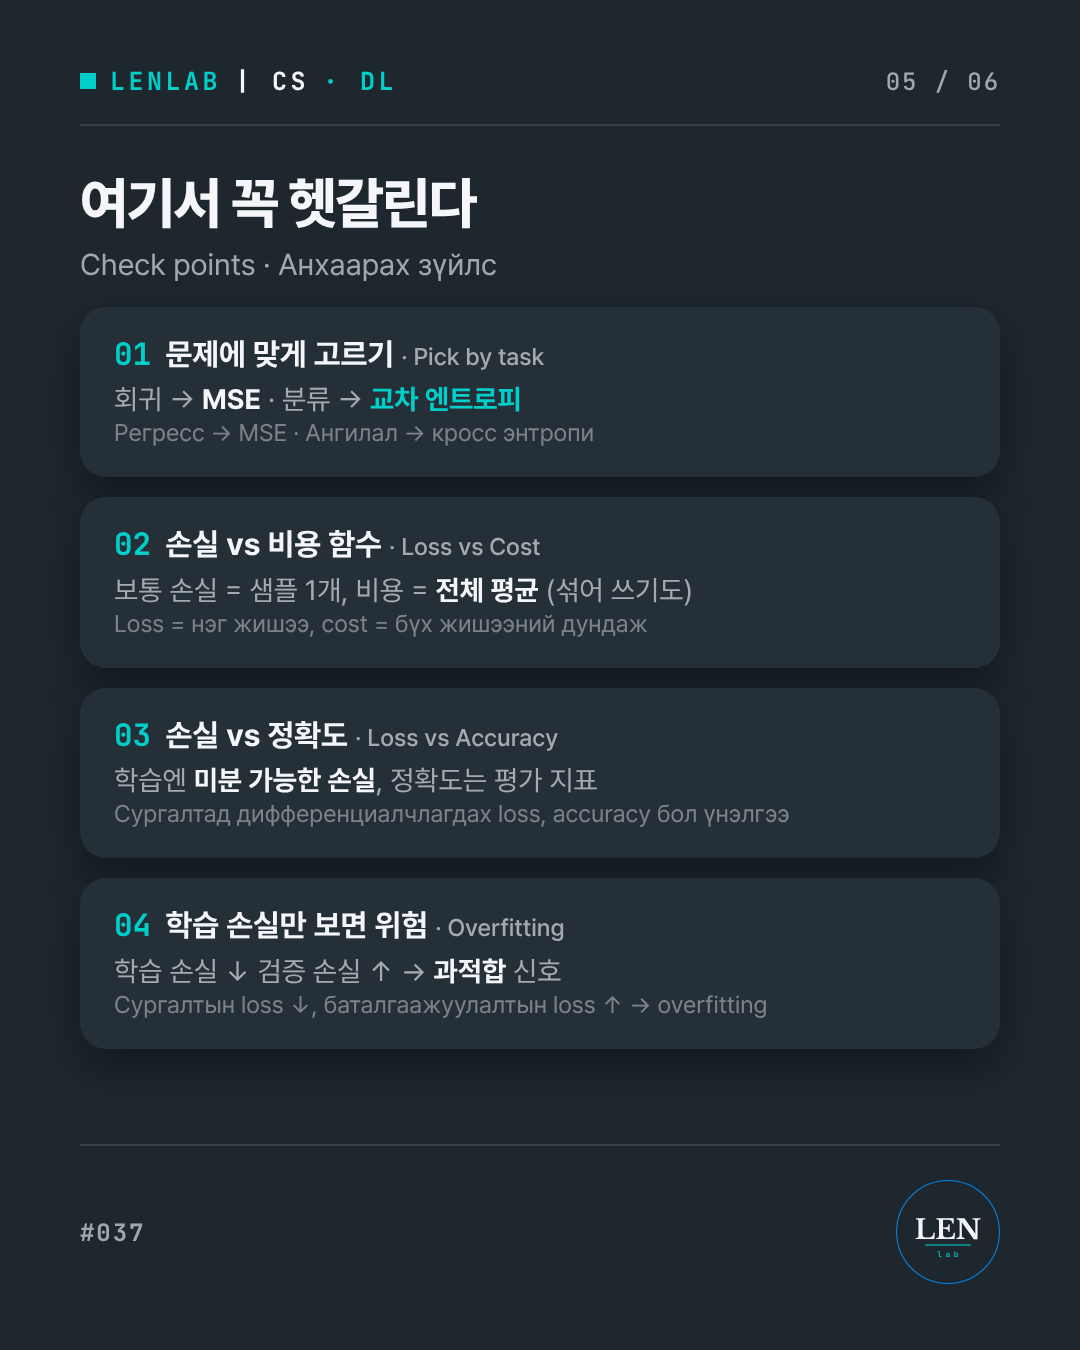 LENLAB | CS · DL
05 / 06
여기서 꼭 헷갈린다
Check points · Анхаарах зүйлс
01 문제에 맞게 고르기 · Pick by task
회귀 → MSE · 분류 → 교차 엔트로피
Регресс → MSE · Ангилал → кросс энтропи
02 손실 vs 비용 함수 · Loss vs Cost
보통 손실 = 샘플 1개, 비용 = 전체 평균 (섞어 쓰기도)
Loss = нэг жишээ, cost = бүх жишээний дундаж
03 손실 vs 정확도 · Loss vs Accuracy
학습엔 미분 가능한 손실, 정확도는 평가 지표
Сургалтад дифференциалчлагдах loss, accuracy бол үнэлгээ
04 학습 손실만 보면 위험 · Overfitting
학습 손실 ↓ 검증 손실 ↑ → 과적합 신호
Сургалтын loss ↓, баталгаажуулалтын loss ↑ → overfitting
#037
LEN
lab